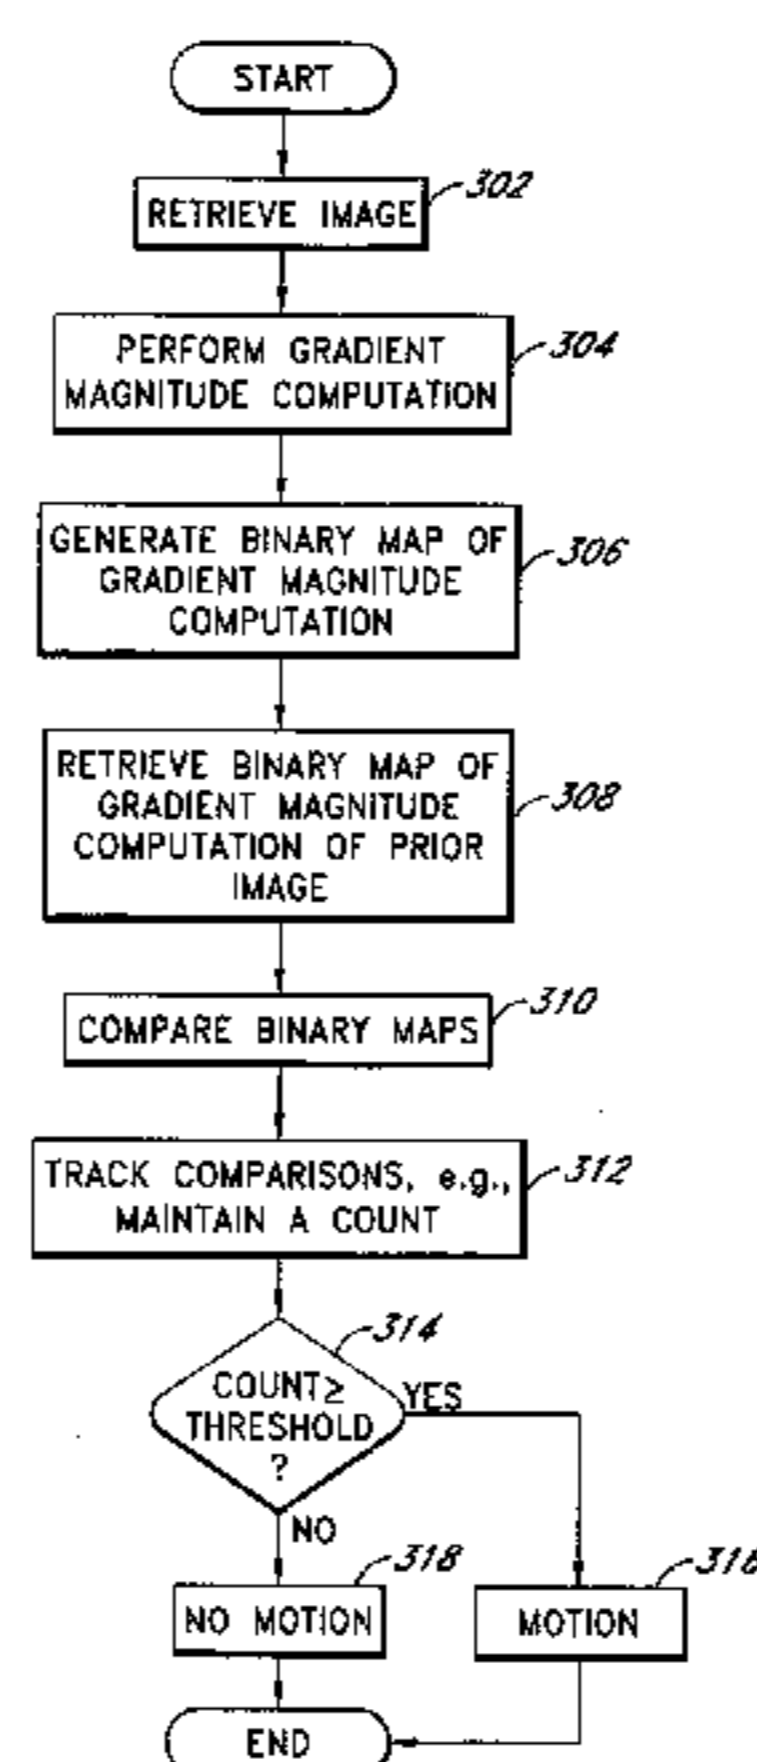 START
302
RETRIEVE IMAGE
304
PERFORM GRADIENT
MAGNITUDE COMPUTATION
306
GENERATE BINARY MAP OF
GRADIENT MAGNITUDE
COMPUTATION
308
RETRIEVE BINARY MAP OF
GRADIENT MAGNITUDE
COMPUTATION OF PRIOR
IMAGE
310
COMPARE BINARY MAPS
312
TRACK COMPARISONS, e.g.,
MAINTAIN A COUNT
314
COUNT≥
THRESHOLD
?
YES
NO
318
NO MOTION
316
MOTION
END